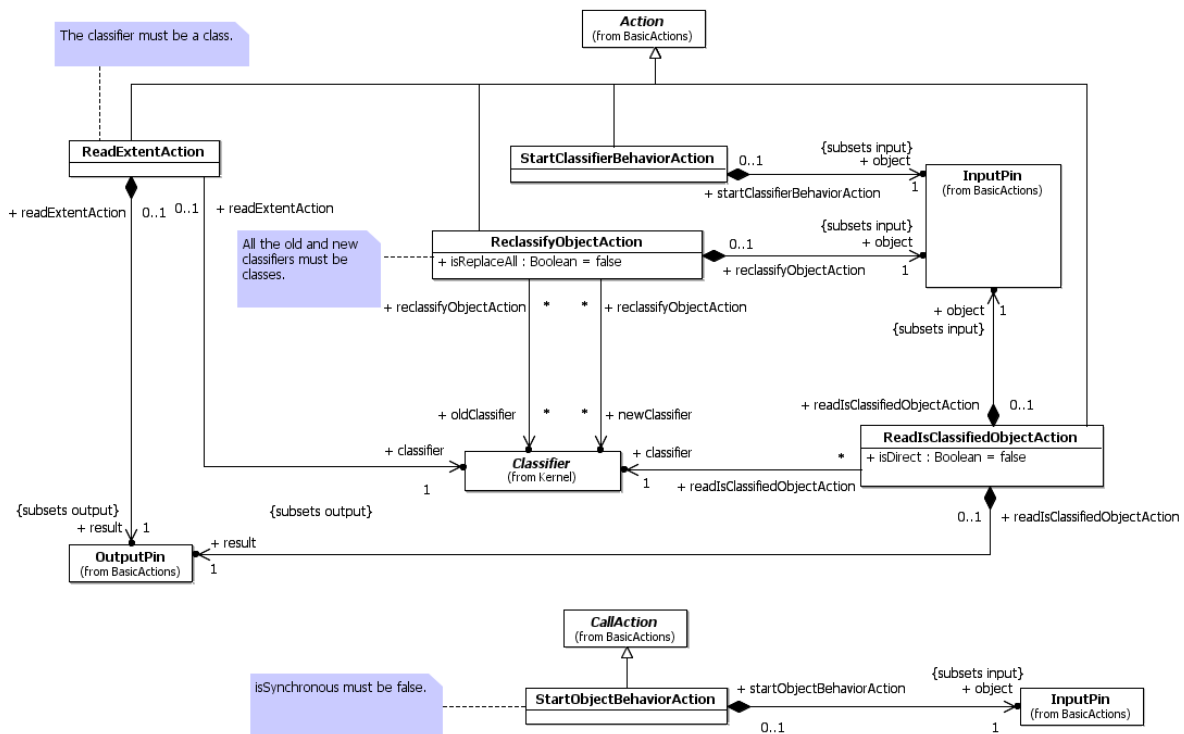 Action
(from BasicActions)
The classifier must be a class.
ReadExtentAction
StartClassifierBehaviorAction
0..1
{subsets input}
+ object
InputPin
(from BasicActions)
+ startClassifierBehaviorAction
1
+ readExtentAction
0..1
0..1
+ readExtentAction
All the old and new
classifiers must be
classes.
ReclassifyObjectAction
+ isReplaceAll : Boolean = false
0..1
{subsets input}
+ object
+ reclassifyObjectAction
1
+ reclassifyObjectAction
*
*
+ reclassifyObjectAction
+ object
1
{subsets input}
+ readIsClassifiedObjectAction
0..1
+ oldClassifier
*
*
+ newClassifier
ReadIsClassifiedObjectAction
+ isDirect : Boolean = false
+ classifier
1
Classifier
(from Kernel)
+ classifier
1
*
+ readIsClassifiedObjectAction
{subsets output}
+ result
1
{subsets output}
0..1
+ readIsClassifiedObjectAction
OutputPin
(from BasicActions)
+ result
1
CallAction
(from BasicActions)
isSynchronous must be false.
StartObjectBehaviorAction
+ startObjectBehaviorAction
0..1
{subsets input}
+ object
1
InputPin
(from BasicActions)